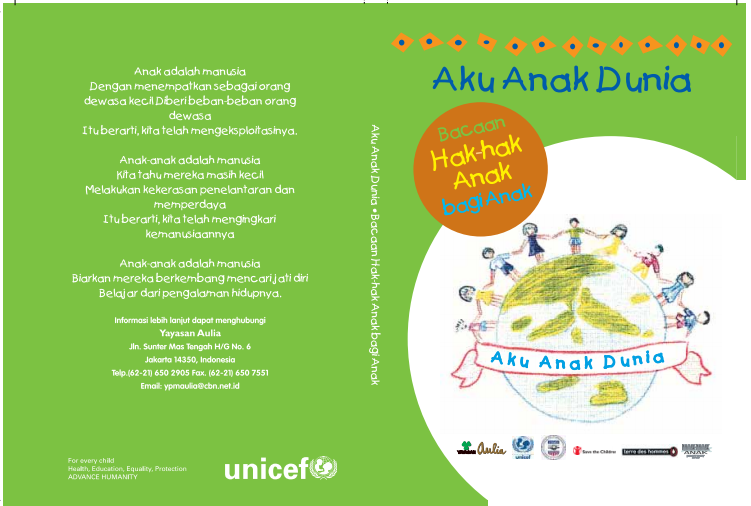 Anak adalah manusia
Dengan menempatkan sebagai orang
dewasa kecil Diberi beban-beban orang
dewasa
Itu berarti, kita telah mengeksploitasinya.
Anak-anak adalah manusia
Kita tahu mereka masih kecil
Melakukan kekerasan penelantaran dan
memperdaya
Itu berarti, kita telah mengingkari
kemanusiaannya
Anak-anak adalah manusia
Biarkan mereka berkembang mencari jati diri
Belajar dari pengalaman hidupnya.
Informasi lebih lanjut dapat menghubungi
Yayasan Aulia
Jln. Sunter Mas Tengah H/G No. 6
Jakarta 14350, Indonesia
Telp.(62-21) 650 2905 Fax. (62-21) 650 7551
Email: ypmaulia@cbn.net.id
For every child
Health, Education, Equality, Protection
ADVANCE HUMANITY
unicef
Aku Anak Dunia • Bacaan Hak-hak Anak bagi Anak
Aku Anak Dunia
Bacaan
Hak-hak
Anak
bagi Anak
Aku Anak Dunia
Aulia
unicef
Save the Children
terre des hommes
ANAK